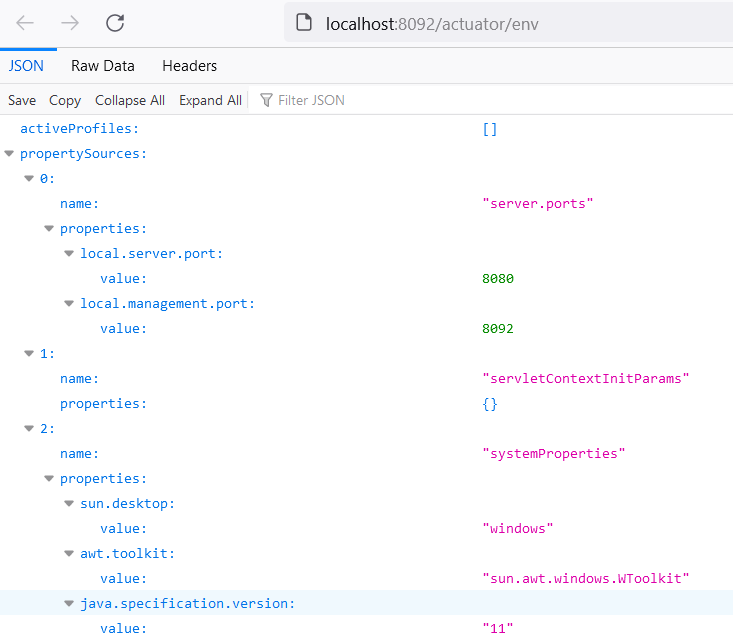 localhost:8092/actuator/env
JSON Raw Data Headers
Save Copy Collapse All Expand All Filter JSON
activeProfiles: []
propertySources:
0:
name: "server.ports"
properties:
local.server.port:
value: 8080
local.management.port:
value: 8092
1:
name: "servletContextInitParams"
properties: {}
2:
name: "systemProperties"
properties:
sun.desktop:
value: "windows"
awt.toolkit:
value: "sun.awt.windows.WToolkit"
java.specification.version:
value: "11"